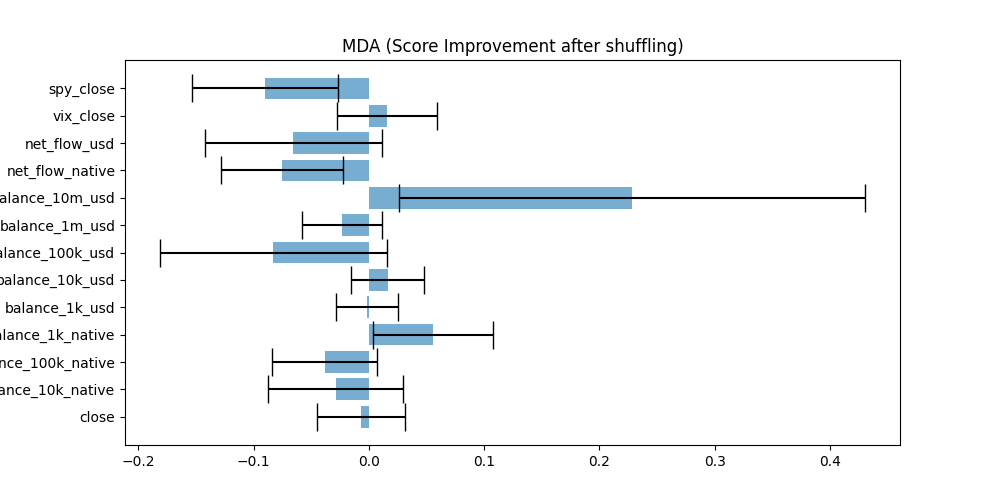 MDA (Score Improvement after shuffling)
spy_close
vix_close
net_flow_usd
net_flow_native
alance_10m_usd
balance_1m_usd
alance_100k_usd
balance_10k_usd
balance_1k_usd
alance_1k_native
nce_100k_native
ance_10k_native
close
−0.2 −0.1 0.0 0.1 0.2 0.3 0.4